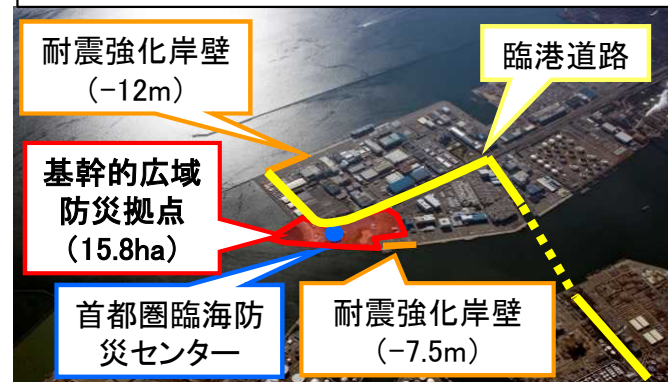 耐震強化岸壁
(-12m)
臨港道路
基幹的広域
防災拠点
(15.8ha)
首都圏臨海防
災センター
耐震強化岸壁
(-7.5m)